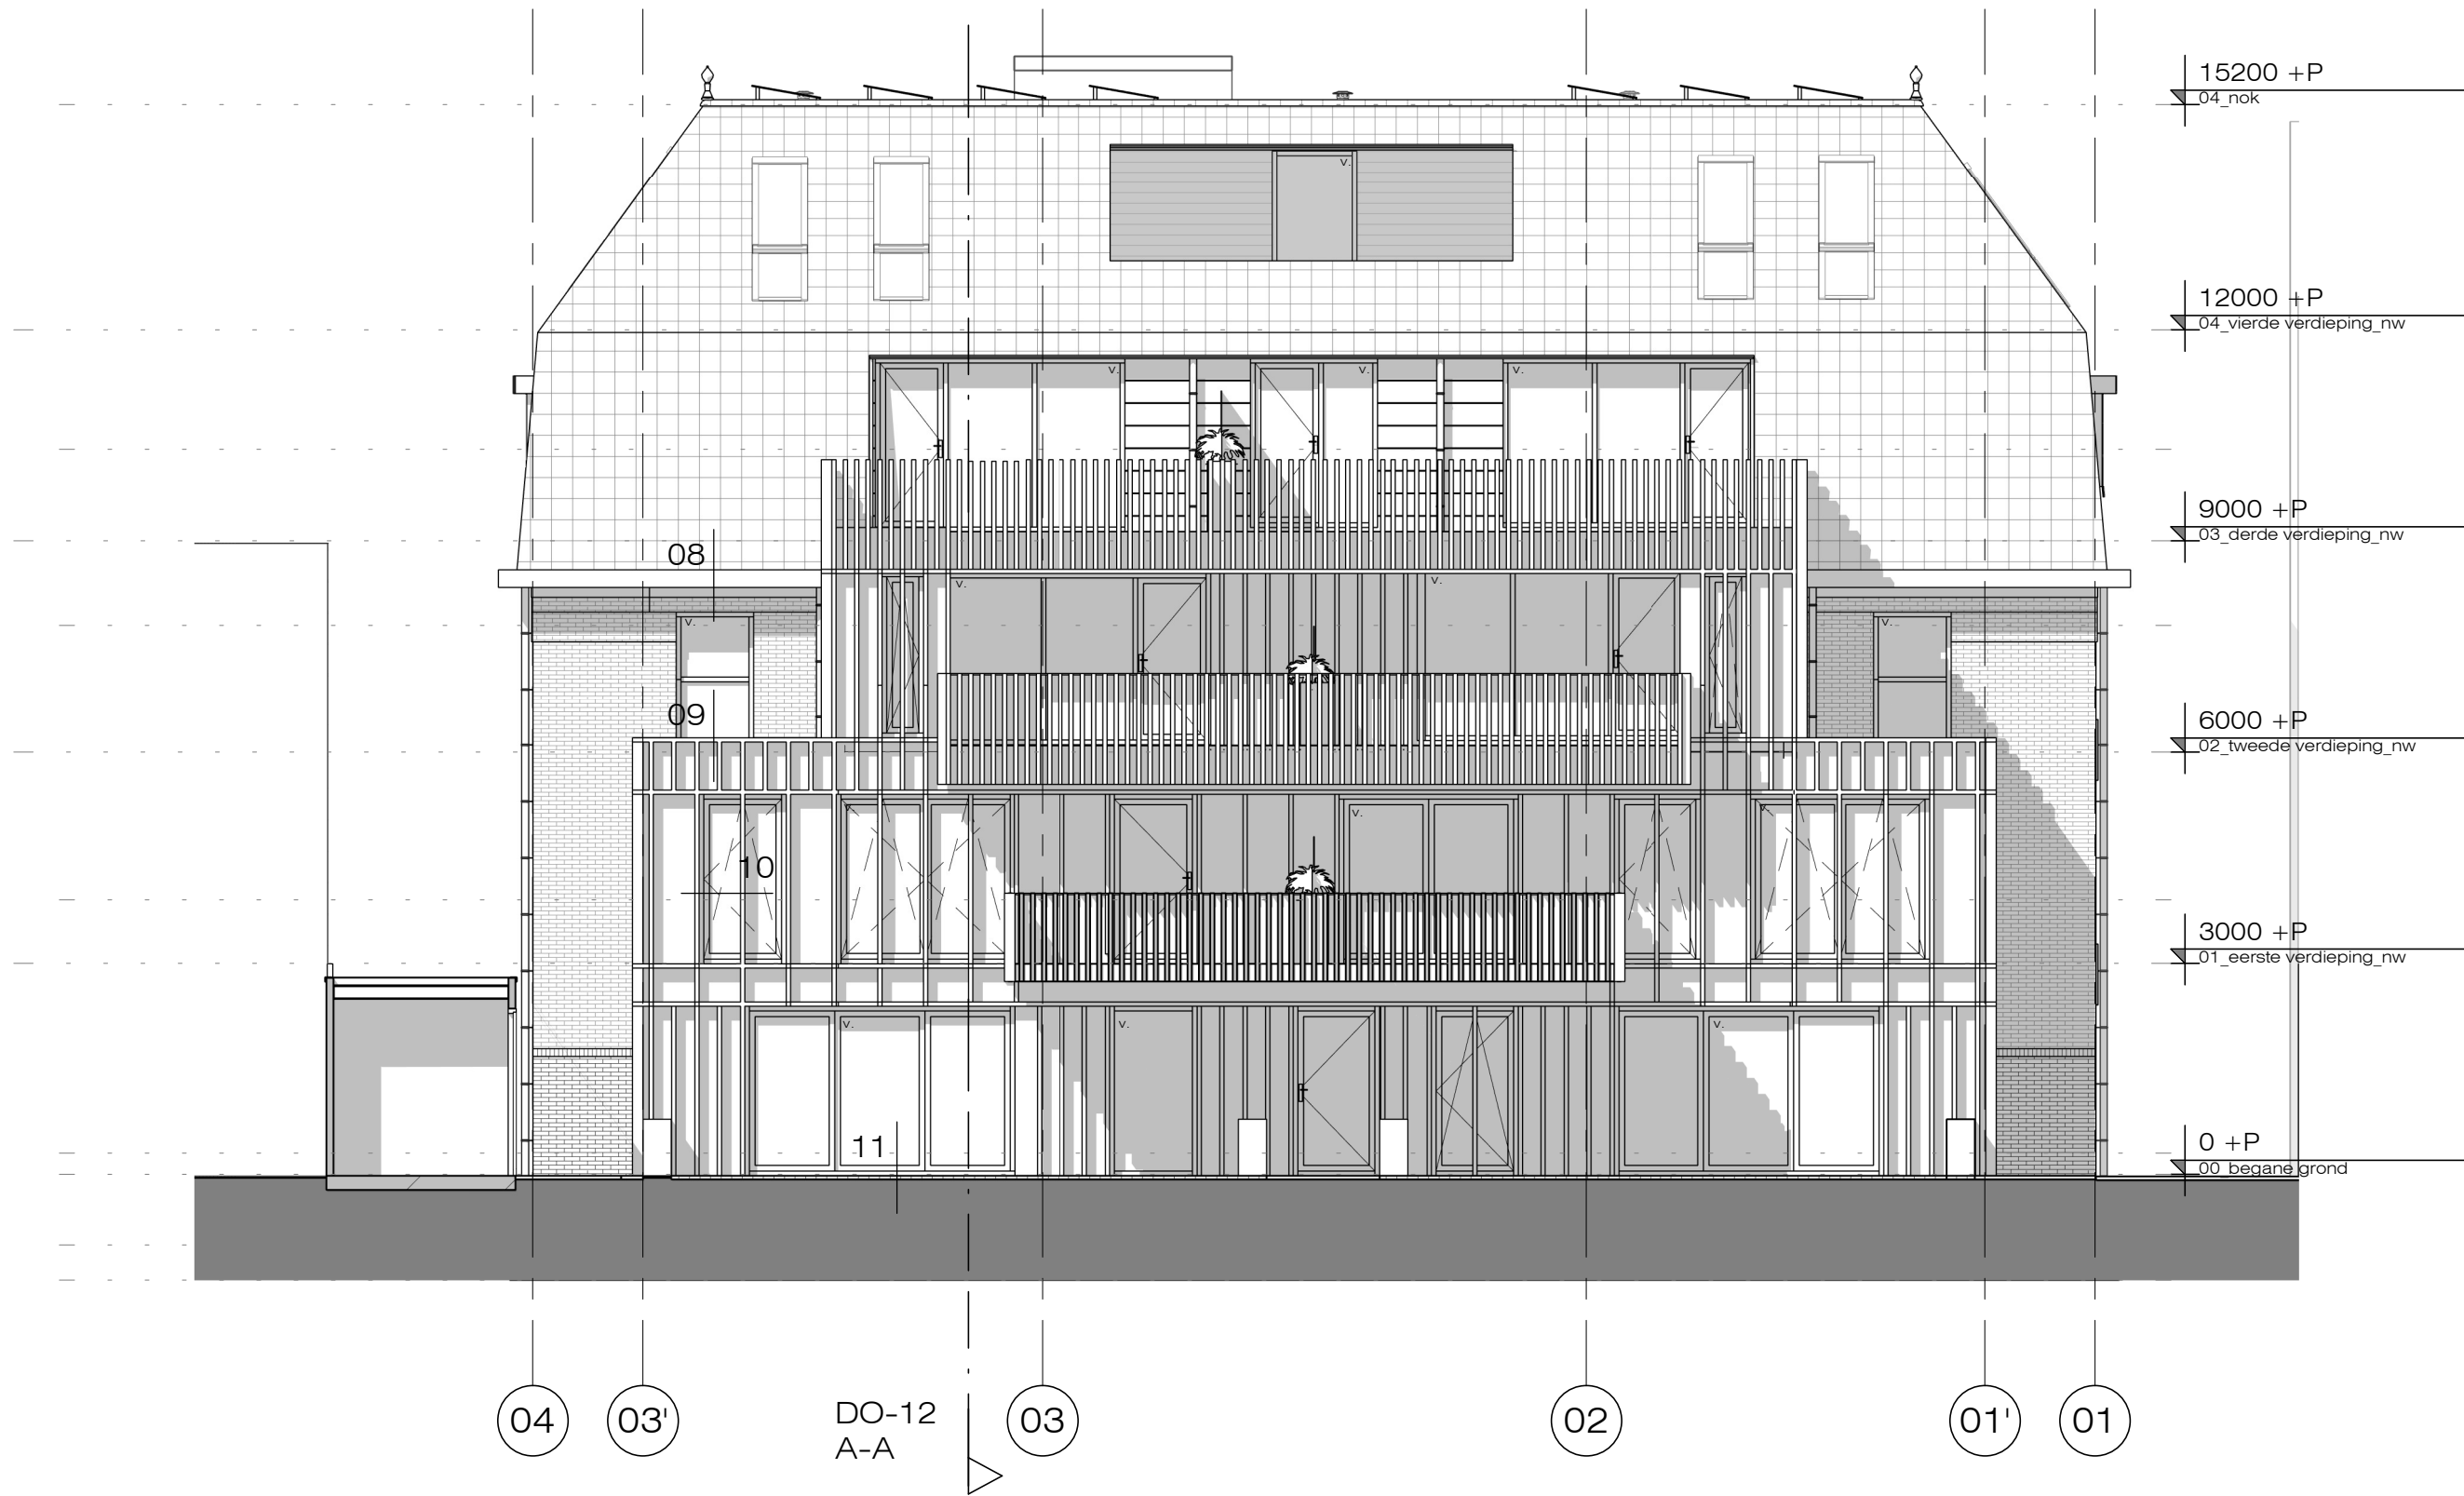 15200 +P
04_nok
v.
12000 +P
04_vierde verdieping_nw
v.
v.
v.
9000 +P
03_derde verdieping_nw
08
v.
v.
v.
v.
09
6000 +P
02_tweede verdieping_nw
v.
v.
v.
10
3000 +P
01_eerste verdieping_nw
v.
v.
v.
11
0 +P
00_begane grond
04
03'
DO-12
A-A
03
02
01'
01